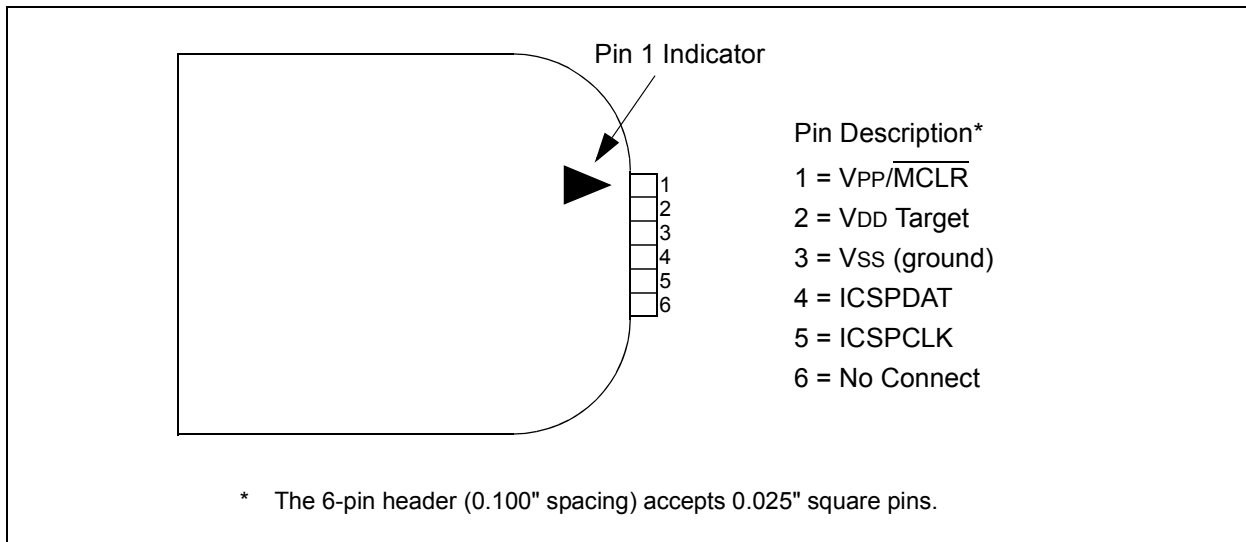 Pin 1 Indicator
1
2
3
4
5
6
Pin Description*
1 = VPP/M̅C̅L̅R̅
2 = VDD Target
3 = VSS (ground)
4 = ICSPDAT
5 = ICSPCLK
6 = No Connect
* The 6-pin header (0.100" spacing) accepts 0.025" square pins.